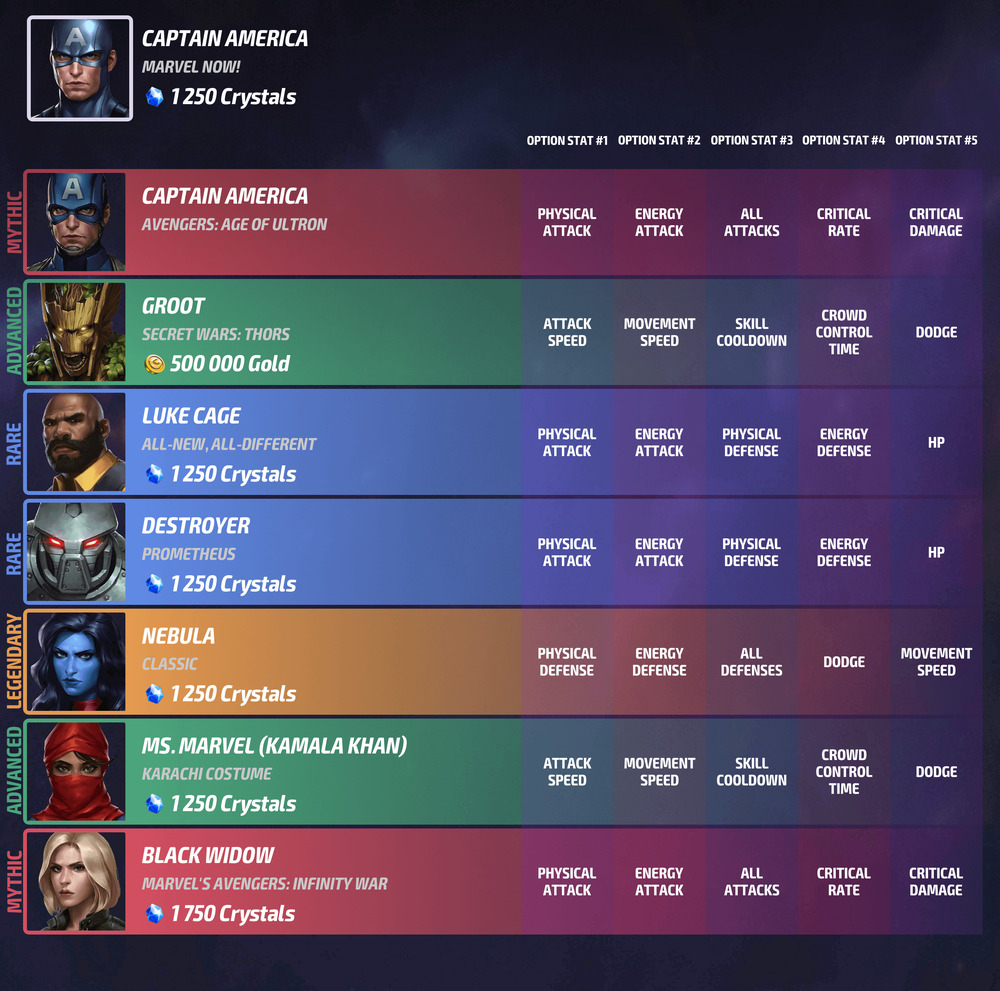 CAPTAIN AMERICA
MARVEL NOW!
1 250 Crystals
OPTION STAT #1 OPTION STAT #2 OPTION STAT #3 OPTION STAT #4 OPTION STAT #5
MYTHIC
CAPTAIN AMERICA
AVENGERS: AGE OF ULTRON
PHYSICAL ATTACK
ENERGY ATTACK
ALL ATTACKS
CRITICAL RATE
CRITICAL DAMAGE
ADVANCED
GROOT
SECRET WARS: THORS
500 000 Gold
ATTACK SPEED
MOVEMENT SPEED
SKILL COOLDOWN
CROWD CONTROL TIME
DODGE
RARE
LUKE CAGE
ALL-NEW, ALL-DIFFERENT
1 250 Crystals
PHYSICAL ATTACK
ENERGY ATTACK
PHYSICAL DEFENSE
ENERGY DEFENSE
HP
RARE
DESTROYER
PROMETHEUS
1 250 Crystals
PHYSICAL ATTACK
ENERGY ATTACK
PHYSICAL DEFENSE
ENERGY DEFENSE
HP
LEGENDARY
NEBULA
CLASSIC
1 250 Crystals
PHYSICAL DEFENSE
ENERGY DEFENSE
ALL DEFENSES
DODGE
MOVEMENT SPEED
ADVANCED
MS. MARVEL (KAMALA KHAN)
KARACHI COSTUME
1 250 Crystals
ATTACK SPEED
MOVEMENT SPEED
SKILL COOLDOWN
CROWD CONTROL TIME
DODGE
MYTHIC
BLACK WIDOW
MARVEL'S AVENGERS: INFINITY WAR
1 750 Crystals
PHYSICAL ATTACK
ENERGY ATTACK
ALL ATTACKS
CRITICAL RATE
CRITICAL DAMAGE